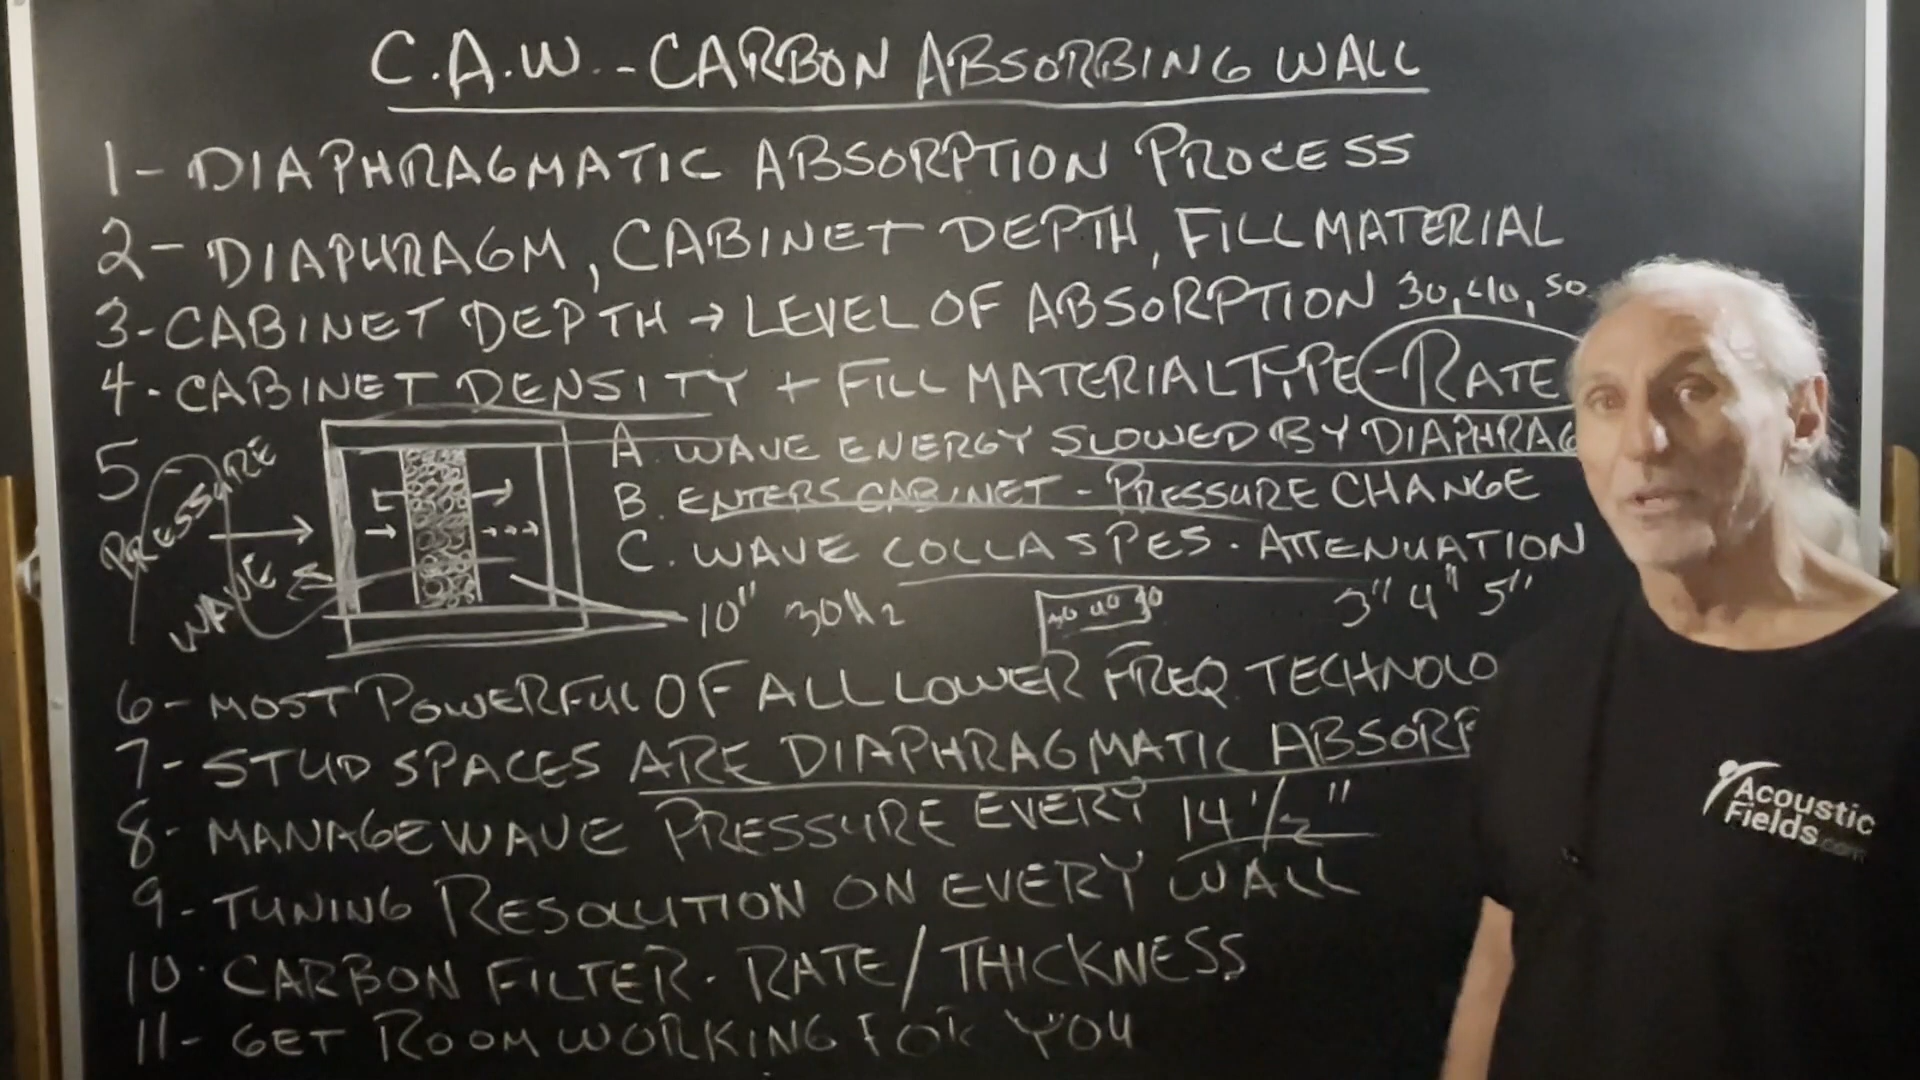 C.A.W. - CARBON ABSORBING WALL
1 - DIAPHRAGMATIC ABSORPTION PROCESS
2 - DIAPHRAGM, CABINET DEPTH, FILL MATERIAL
3 - CABINET DEPTH → LEVEL OF ABSORPTION 30, 40, 50
4 - CABINET DENSITY + FILL MATERIAL TYPE - RATE
5 -
PRESSURE
WAVE
A. WAVE ENERGY SLOWED BY DIAPHRAG
B. ENTERS CABINET - PRESSURE CHANGE
C. WAVE COLLASPES. ATTENUATION
10" 30Hz
30 40 50
3" 4" 5"
6 - MOST POWERFUL OF ALL LOWER FREQ. TECHNOLO
7 - STUD SPACES ARE DIAPHRAGMATIC ABSORP
8 - MANAGE WAVE PRESSURE EVERY 14 1/2"
9 - TUNING RESOLUTION ON EVERY WALL
10. CARBON FILTER. RATE/THICKNESS
11 - GET ROOM WORKING FOR YOU
Acoustic
Fields.com